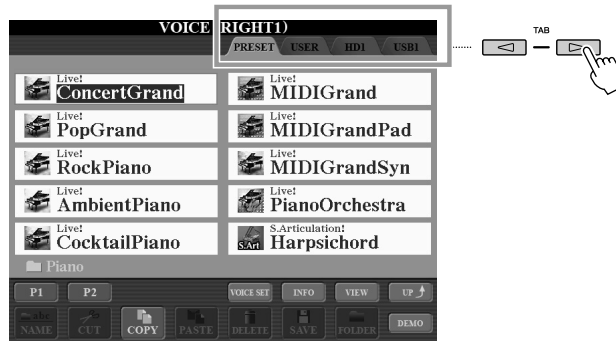 VOICE (RIGHT1)
PRESET USER HD1 USB1
TAB
Live!
ConcertGrand
Live!
MIDIGrand
Live!
PopGrand
Live!
MIDIGrandPad
Live!
RockPiano
Live!
MIDIGrandSyn
Live!
AmbientPiano
Live!
PianoOrchestra
Live!
CocktailPiano
S.Art
S.Articulation!
Harpsichord
Piano
P1 P2 VOICE SET INFO VIEW UP
abc
NAME CUT COPY PASTE DELETE SAVE FOLDER DEMO